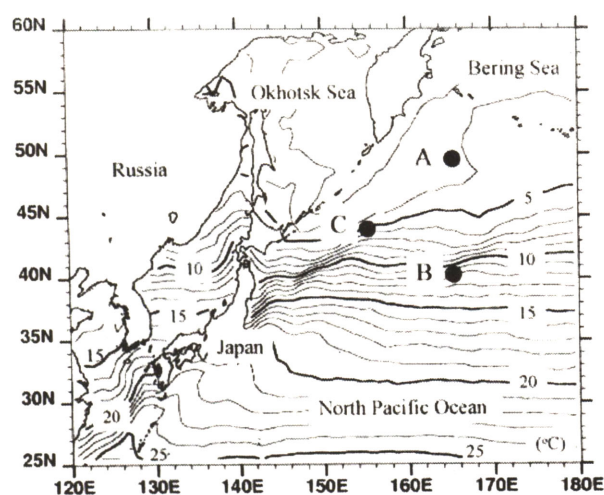 60N
55N
50N
45N
40N
35N
30N
25N
Bering Sea
Okhotsk Sea
A
Russia
5
C
10
10
B
15
15
15
Japan
20
20
North Pacific Ocean
25
25
(°C)
120E 130E 140E 150E 160E 170E 180E